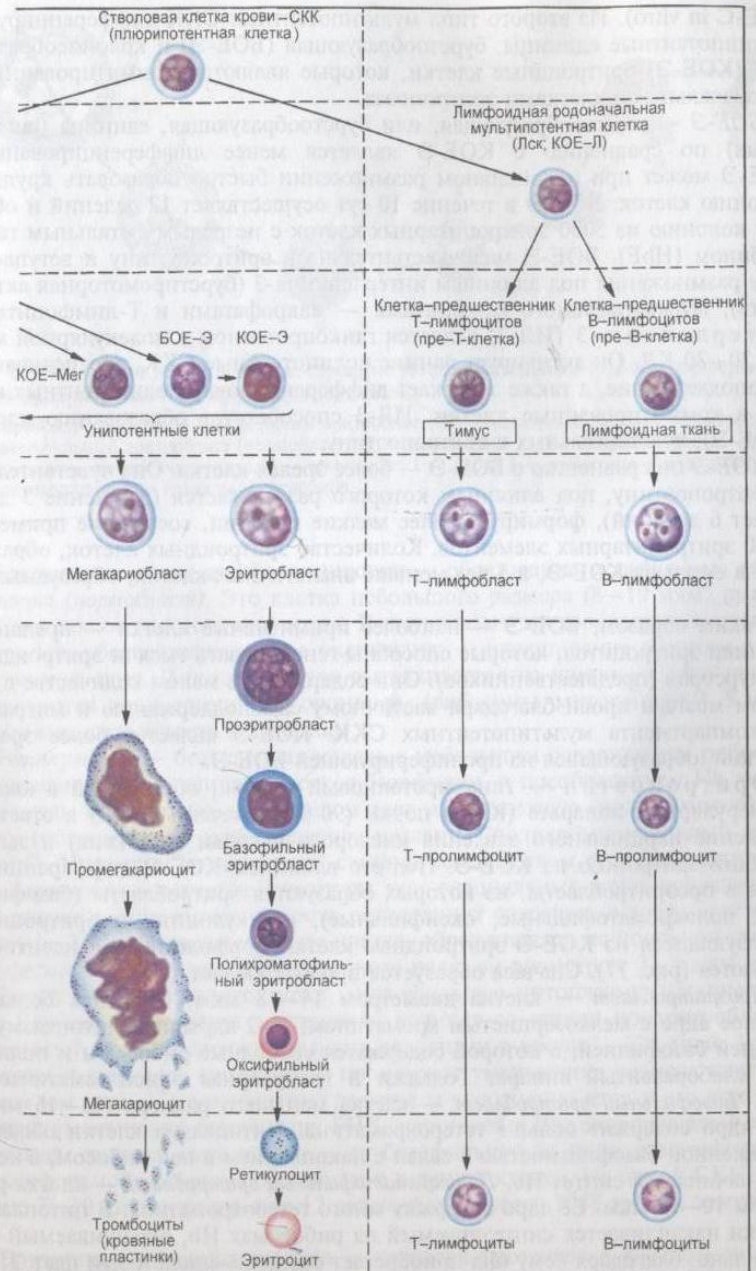 Стволовая клетка крови–СКК
(плюрипотентная клетка)
Лимфоидная родоначальная
мультипотентная клетка
(Лск; КОЕ–Л)
Клетка–предшественник
Т–лимфоцитов
(пре–Т–клетка)
Клетка–предшественник
В–лимфоцитов
(пре–В–клетка)
БОЕ–Э
КОЕ–Э
КОЕ–Мег
Унипотентные клетки
Тимус
Лимфоидная ткань
Мегакариобласт
Эритробласт
Т–лимфобласт
В–лимфобласт
Проэритробласт
Промегакариоцит
Базофильный
эритробласт
Т–пролимфоцит
В–пролимфоцит
Полихроматофиль-
ный эритробласт
Оксифильный
эритробласт
Мегакариоцит
Ретикулоцит
Тромбоциты
(кровяные
пластинки)
Эритроцит
Т–лимфоциты
В–лимфоциты